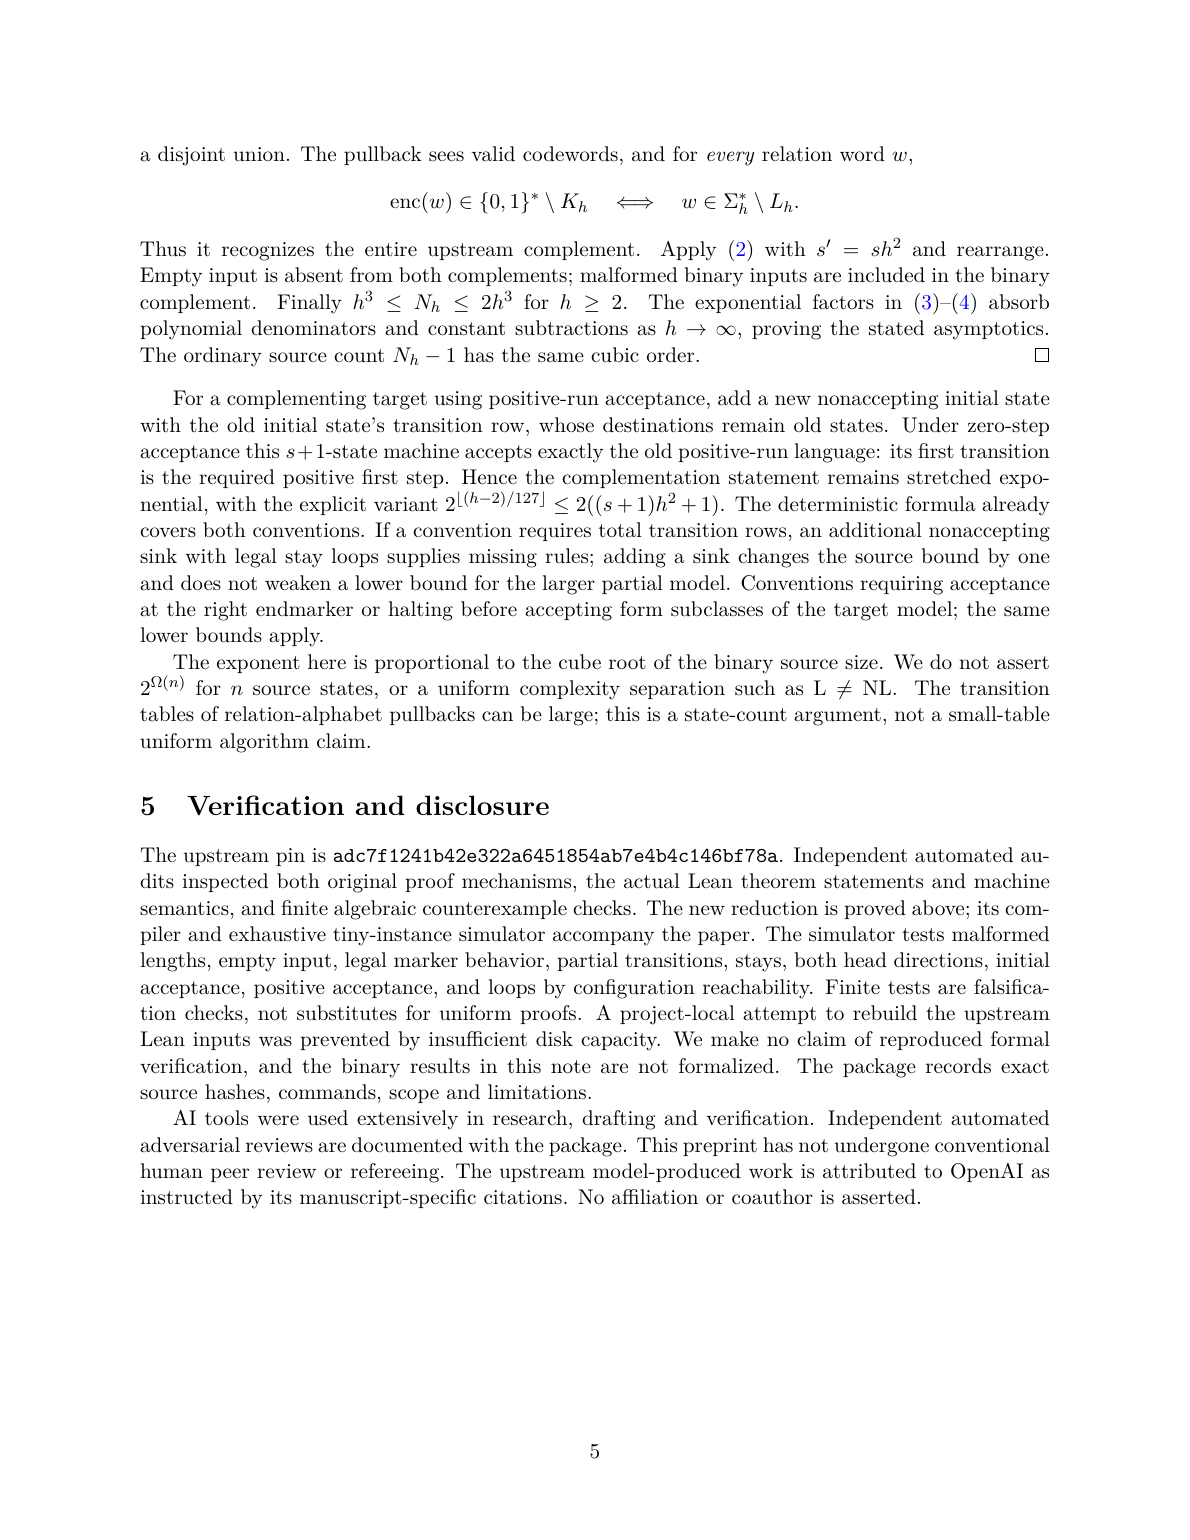 a disjoint union. The pullback sees valid codewords, and for every relation word w,
enc(w) ∈ {0, 1}* \ K_h ⟺ w ∈ Σ_h^* \ L_h.
Thus it recognizes the entire upstream complement. Apply (2) with s′ = sh² and rearrange.
Empty input is absent from both complements; malformed binary inputs are included in the binary
complement. Finally h³ ≤ N_h ≤ 2h³ for h ≥ 2. The exponential factors in (3)–(4) absorb
polynomial denominators and constant subtractions as h → ∞, proving the stated asymptotics.
The ordinary source count N_h − 1 has the same cubic order. □
For a complementing target using positive-run acceptance, add a new nonaccepting initial state
with the old initial state's transition row, whose destinations remain old states. Under zero-step
acceptance this s+1-state machine accepts exactly the old positive-run language: its first transition
is the required positive first step. Hence the complementation statement remains stretched expo-
nential, with the explicit variant 2^{⌊(h−2)/127⌋} ≤ 2((s + 1)h² + 1). The deterministic formula already
covers both conventions. If a convention requires total transition rows, an additional nonaccepting
sink with legal stay loops supplies missing rules; adding a sink changes the source bound by one
and does not weaken a lower bound for the larger partial model. Conventions requiring acceptance
at the right endmarker or halting before accepting form subclasses of the target model; the same
lower bounds apply.
The exponent here is proportional to the cube root of the binary source size. We do not assert
2^{Ω(n)} for n source states, or a uniform complexity separation such as L ≠ NL. The transition
tables of relation-alphabet pullbacks can be large; this is a state-count argument, not a small-table
uniform algorithm claim.
5 Verification and disclosure
The upstream pin is adc7f1241b42e322a6451854ab7e4b4c146bf78a. Independent automated au-
dits inspected both original proof mechanisms, the actual Lean theorem statements and machine
semantics, and finite algebraic counterexample checks. The new reduction is proved above; its com-
piler and exhaustive tiny-instance simulator accompany the paper. The simulator tests malformed
lengths, empty input, legal marker behavior, partial transitions, stays, both head directions, initial
acceptance, positive acceptance, and loops by configuration reachability. Finite tests are falsifica-
tion checks, not substitutes for uniform proofs. A project-local attempt to rebuild the upstream
Lean inputs was prevented by insufficient disk capacity. We make no claim of reproduced formal
verification, and the binary results in this note are not formalized. The package records exact
source hashes, commands, scope and limitations.
AI tools were used extensively in research, drafting and verification. Independent automated
adversarial reviews are documented with the package. This preprint has not undergone conventional
human peer review or refereeing. The upstream model-produced work is attributed to OpenAI as
instructed by its manuscript-specific citations. No affiliation or coauthor is asserted.
5